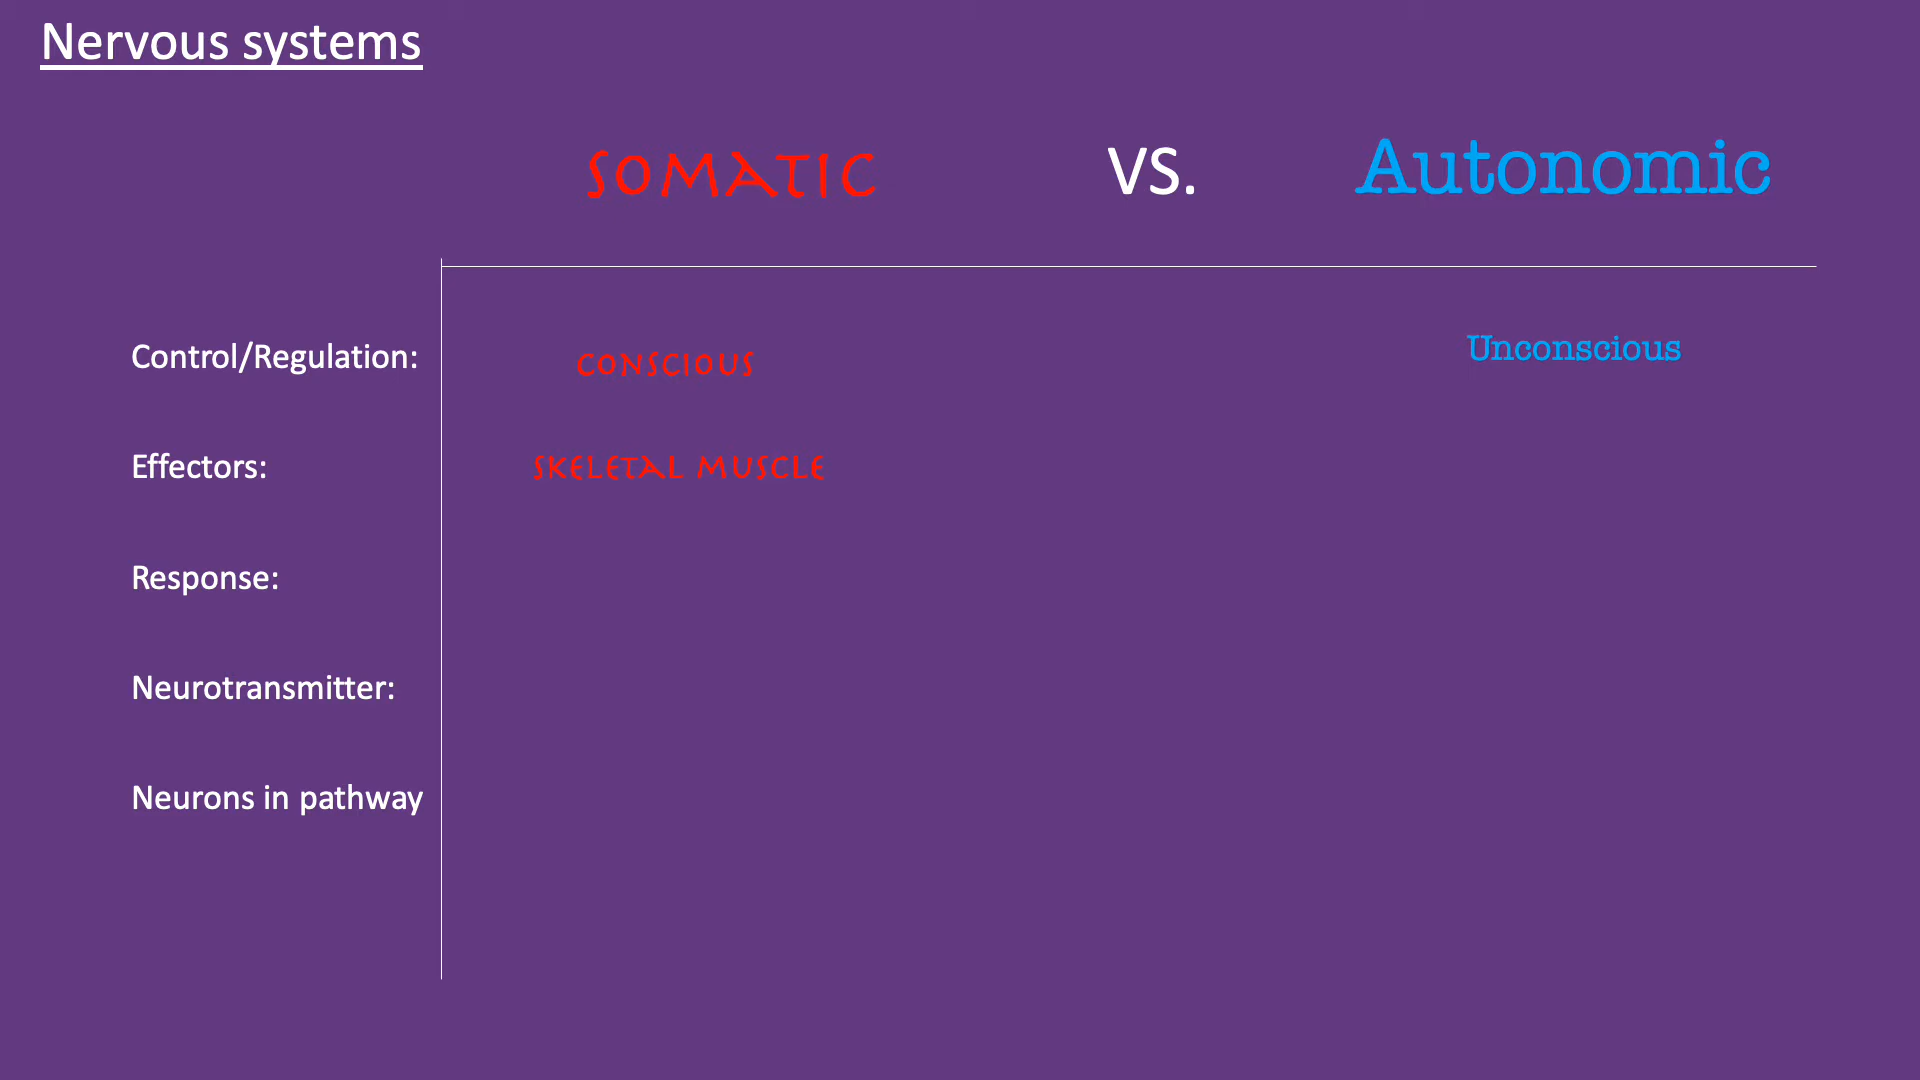 Nervous systems
SOMATIC VS. Autonomic
Control/Regulation: CONSCIOUS Unconscious
Effectors: SKELETAL MUSCLE
Response:
Neurotransmitter:
Neurons in pathway